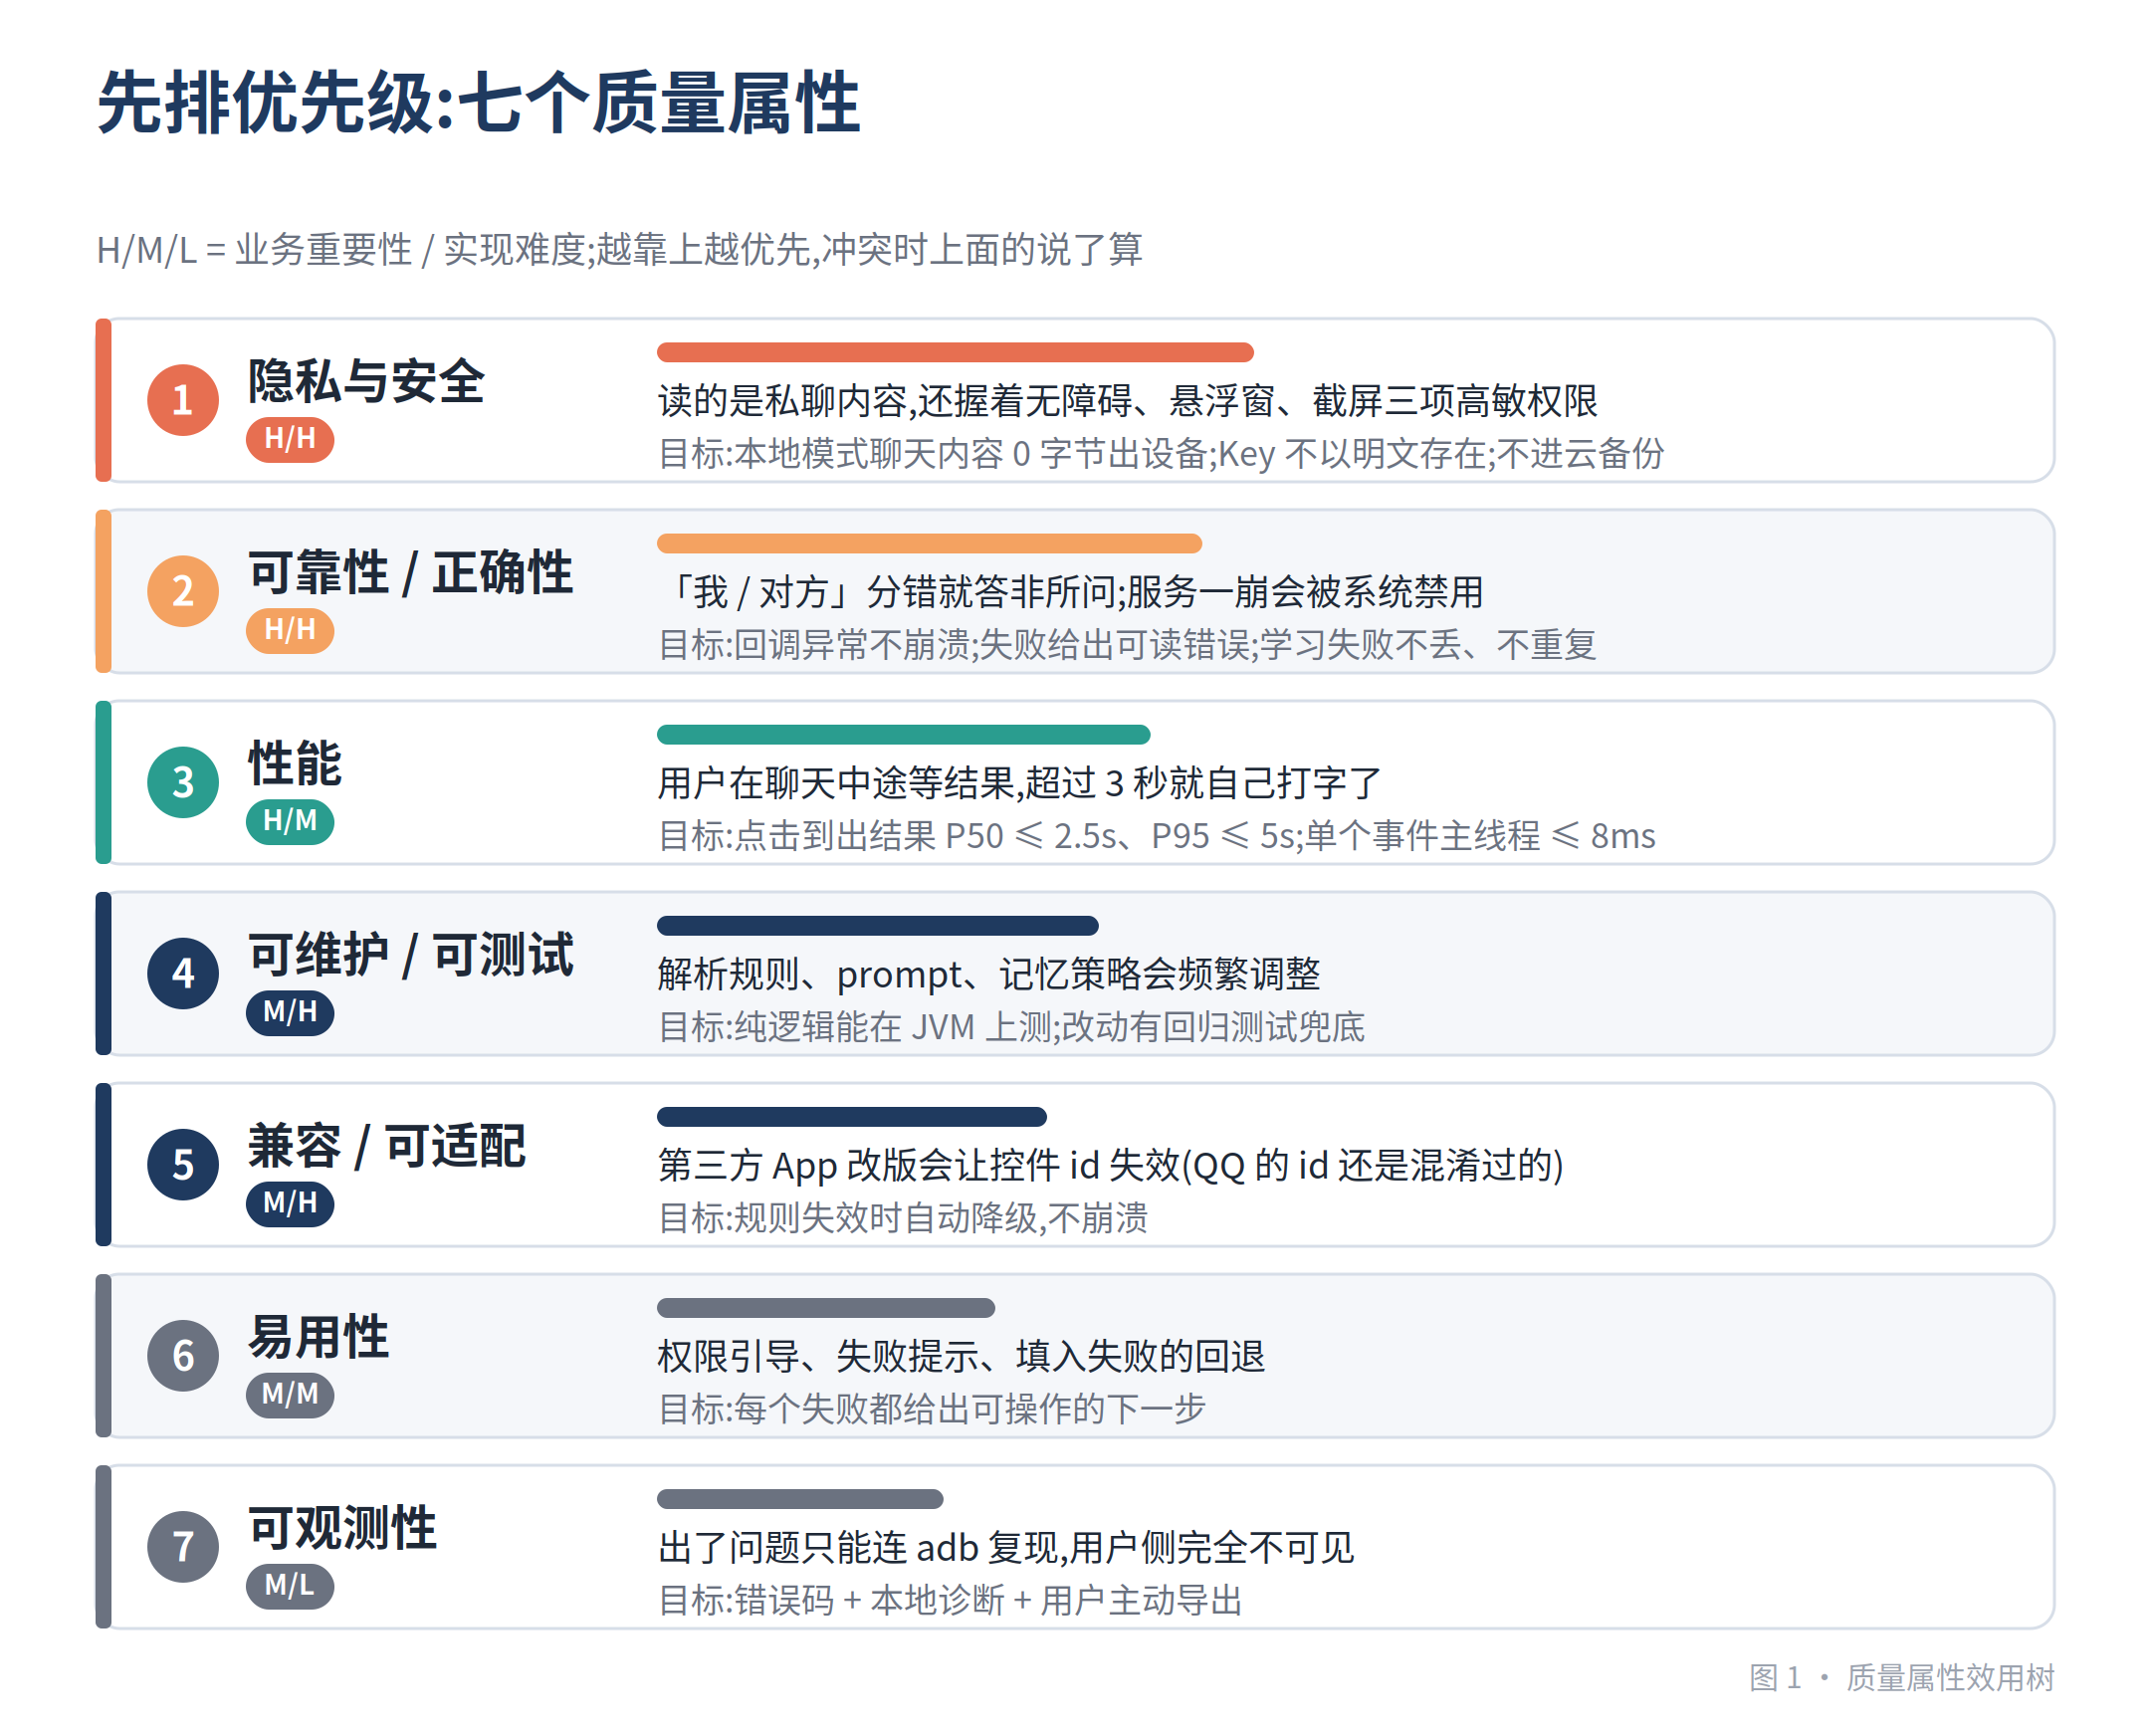 先排优先级:七个质量属性
H/M/L = 业务重要性 / 实现难度;越靠上越优先,冲突时上面的说了算
1
隐私与安全
H/H
读的是私聊内容,还握着无障碍、悬浮窗、截屏三项高敏权限
目标:本地模式聊天内容 0 字节出设备;Key 不以明文存在;不进云备份
2
可靠性 / 正确性
H/H
「我 / 对方」分错就答非所问;服务一崩会被系统禁用
目标:回调异常不崩溃;失败给出可读错误;学习失败不丢、不重复
3
性能
H/M
用户在聊天中途等结果,超过 3 秒就自己打字了
目标:点击到出结果 P50 ≤ 2.5s、P95 ≤ 5s;单个事件主线程 ≤ 8ms
4
可维护 / 可测试
M/H
解析规则、prompt、记忆策略会频繁调整
目标:纯逻辑能在 JVM 上测;改动有回归测试兜底
5
兼容 / 可适配
M/H
第三方 App 改版会让控件 id 失效(QQ 的 id 还是混淆过的)
目标:规则失效时自动降级,不崩溃
6
易用性
M/M
权限引导、失败提示、填入失败的回退
目标:每个失败都给出可操作的下一步
7
可观测性
M/L
出了问题只能连 adb 复现,用户侧完全不可见
目标:错误码 + 本地诊断 + 用户主动导出
图 1 · 质量属性效用树